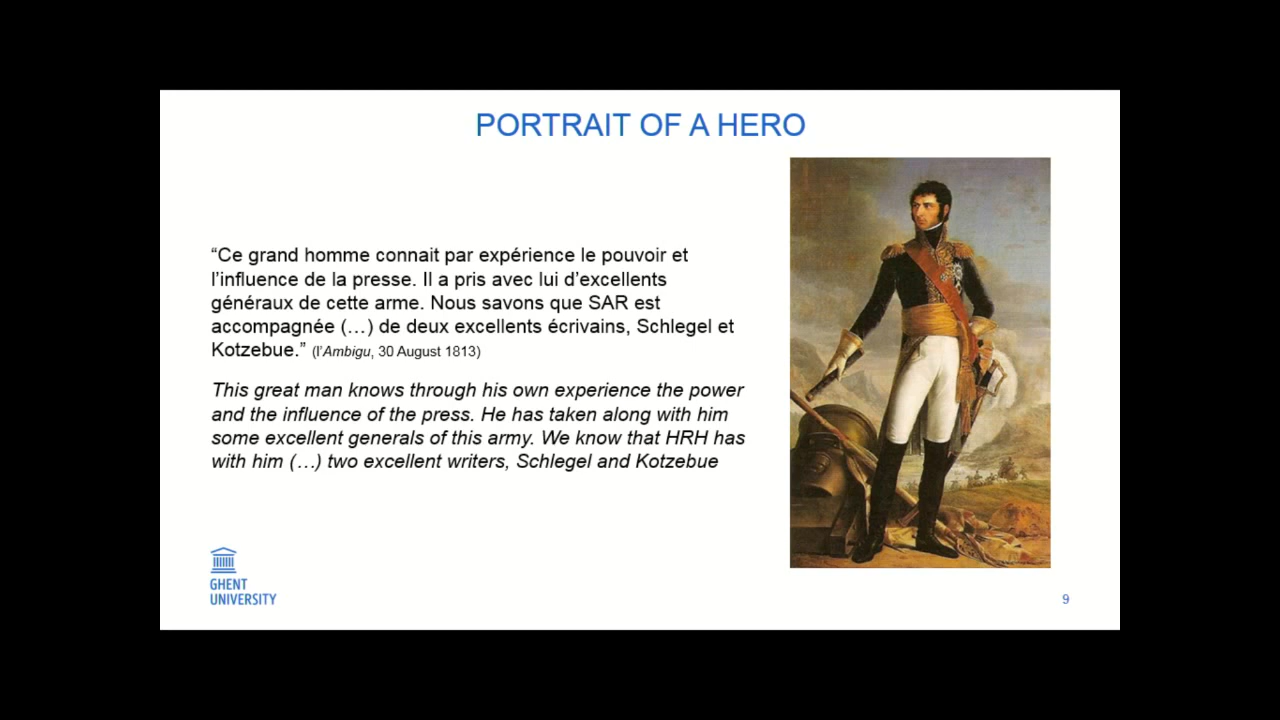 PORTRAIT OF A HERO
“Ce grand homme connait par expérience le pouvoir et
l’influence de la presse. Il a pris avec lui d’excellents
généraux de cette arme. Nous savons que SAR est
accompagnée (…) de deux excellents écrivains, Schlegel et
Kotzebue.” (l’Ambigu, 30 August 1813)
This great man knows through his own experience the power
and the influence of the press. He has taken along with him
some excellent generals of this army. We know that HRH has
with him (…) two excellent writers, Schlegel and Kotzebue
GHENT
UNIVERSITY
9